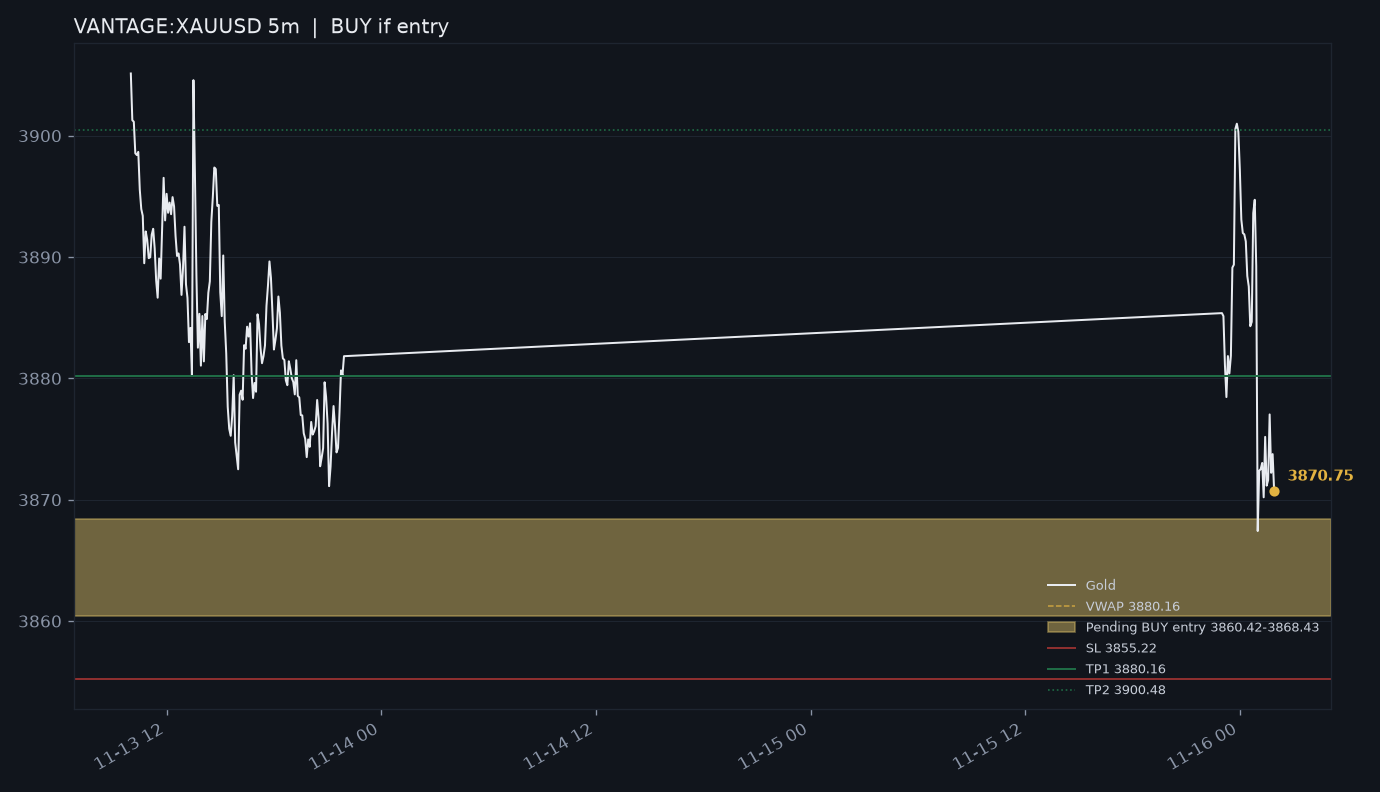 VANTAGE:XAUUSD 5m | BUY if entry
3900
3890
3880
3870
3860
3870.75
Gold
VWAP 3880.16
Pending BUY entry 3860.42-3868.43
SL 3855.22
TP1 3880.16
TP2 3900.48
11-13 12
11-14 00
11-14 12
11-15 00
11-15 12
11-16 00